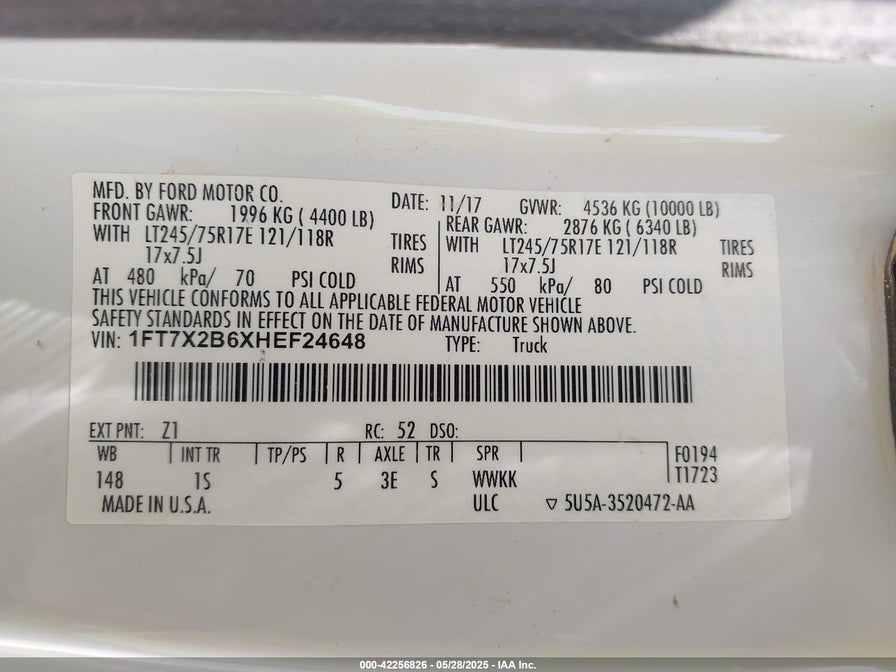 MFD. BY FORD MOTOR CO. DATE: 11/17 GVWR: 4536 KG (10000 LB)
FRONT GAWR: 1996 KG ( 4400 LB) REAR GAWR: 2876 KG ( 6340 LB)
WITH LT245/75R17E 121/118R TIRES WITH LT245/75R17E 121/118R TIRES
17x7.5J RIMS 17x7.5J RIMS
AT 480 kPa/ 70 PSI COLD AT 550 kPa/ 80 PSI COLD
THIS VEHICLE CONFORMS TO ALL APPLICABLE FEDERAL MOTOR VEHICLE
SAFETY STANDARDS IN EFFECT ON THE DATE OF MANUFACTURE SHOWN ABOVE.
VIN: 1FT7X2B6XHEF24648 TYPE: Truck
EXT PNT: Z1 RC: 52 DSO:
WB INT TR TP/PS R AXLE TR SPR F0194
148 1S 5 3E S WWKK T1723
MADE IN U.S.A. ULC ▽ 5U5A-3520472-AA
000-42256826 - 05/28/2025 - IAA Inc.